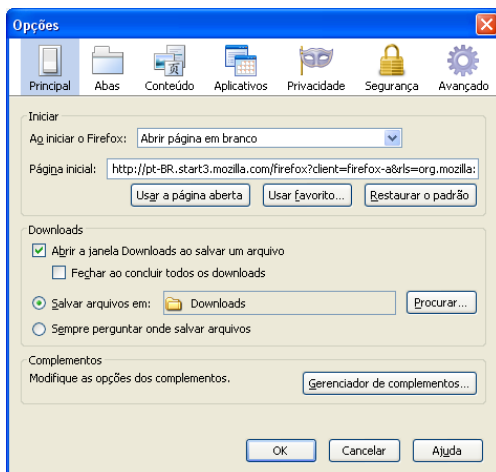 Opções
Principal Abas Conteúdo Aplicativos Privacidade Segurança Avançado
Iniciar
Ao iniciar o Firefox: Abrir página em branco
Página inicial: http://pt-BR.start3.mozilla.com/firefox?client=firefox-a&rls=org.mozilla:
Usar a página aberta Usar favorito... Restaurar o padrão
Downloads
Abrir a janela Downloads ao salvar um arquivo
Fechar ao concluir todos os downloads
Salvar arquivos em: Downloads Procurar...
Sempre perguntar onde salvar arquivos
Complementos
Modifique as opções dos complementos. Gerenciador de complementos...
OK Cancelar Ajuda